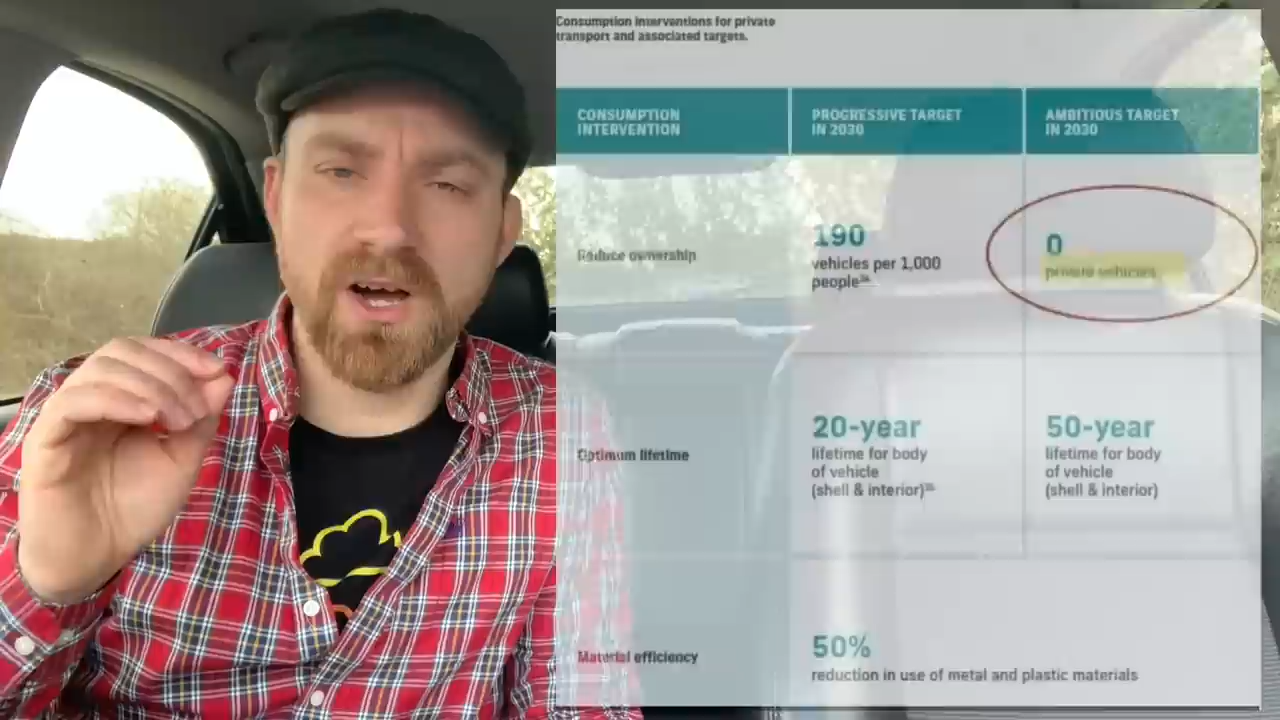 Consumption interventions for private
transport and associated targets.
CONSUMPTION
INTERVENTION
PROGRESSIVE TARGET
IN 2030
AMBITIOUS TARGET
IN 2030
Reduce ownership
190
vehicles per 1,000
people
0
private vehicles
Optimum lifetime
20-year
lifetime for body
of vehicle
(shell & interior)
50-year
lifetime for body
of vehicle
(shell & interior)
Material efficiency
50%
reduction in use of metal and plastic materials